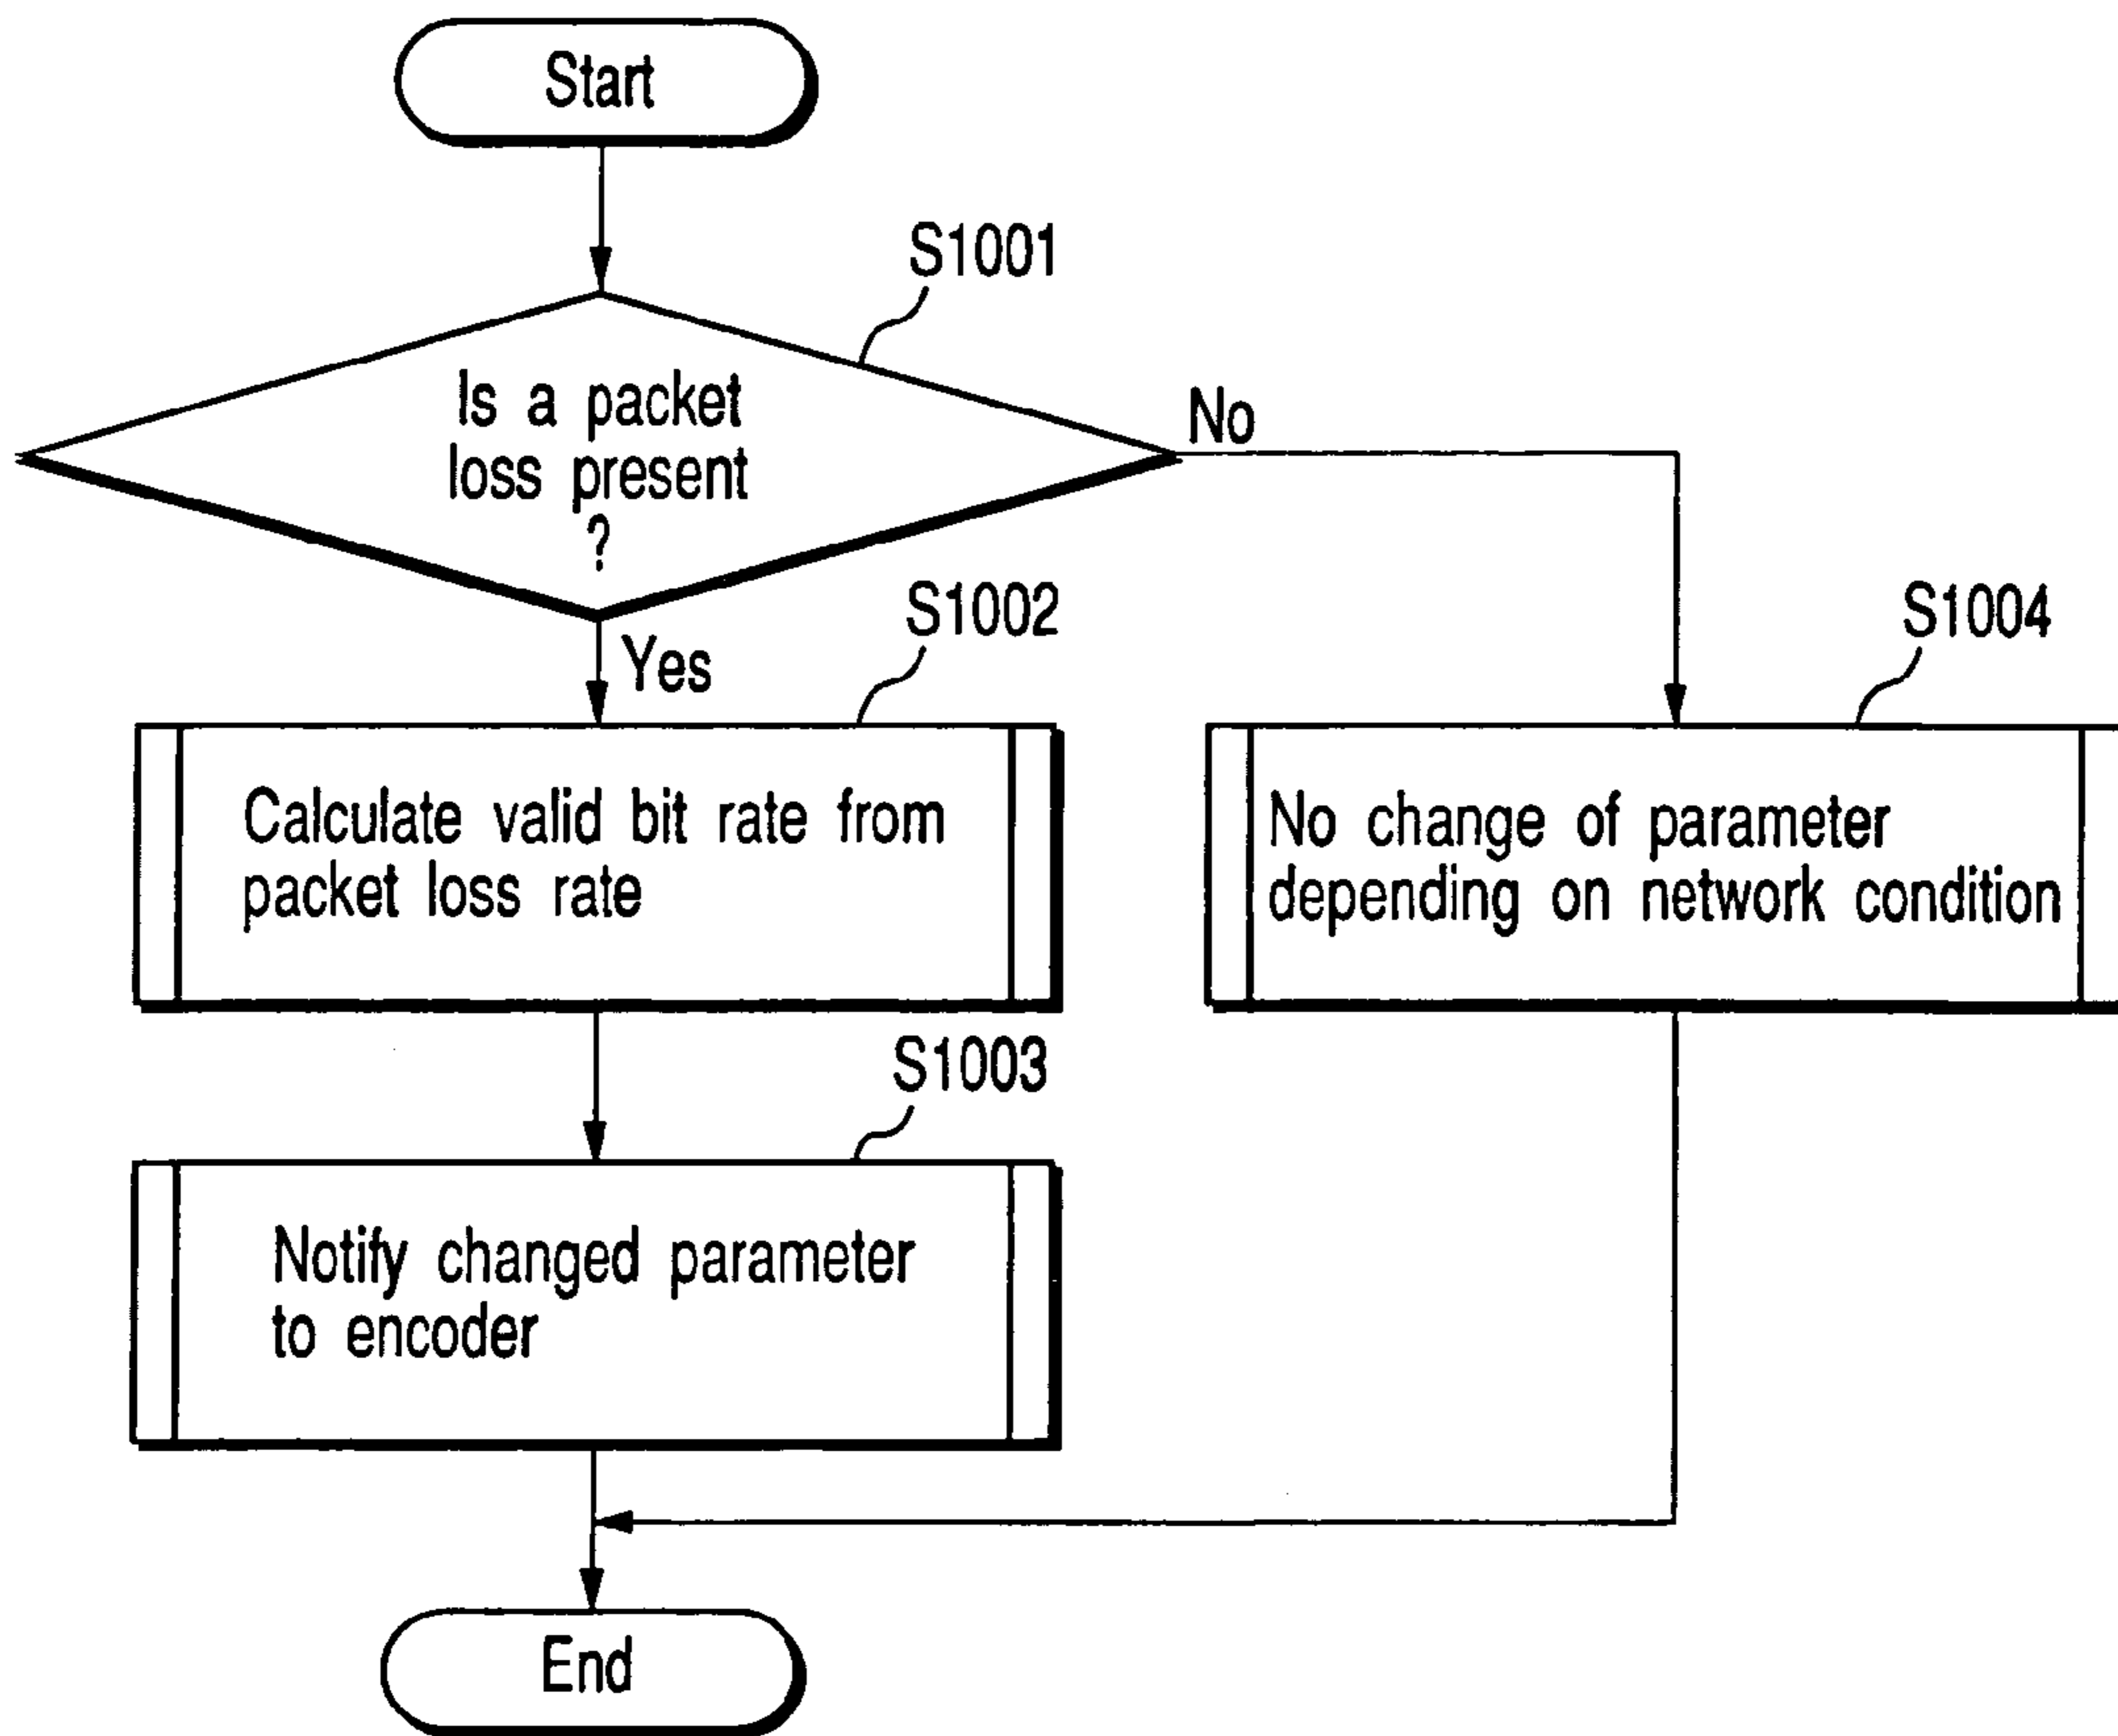 Start
S1001
Is a packet
loss present
?
No
Yes
S1002
S1004
Calculate valid bit rate from
packet loss rate
No change of parameter
depending on network condition
S1003
Notify changed parameter
to encoder
End